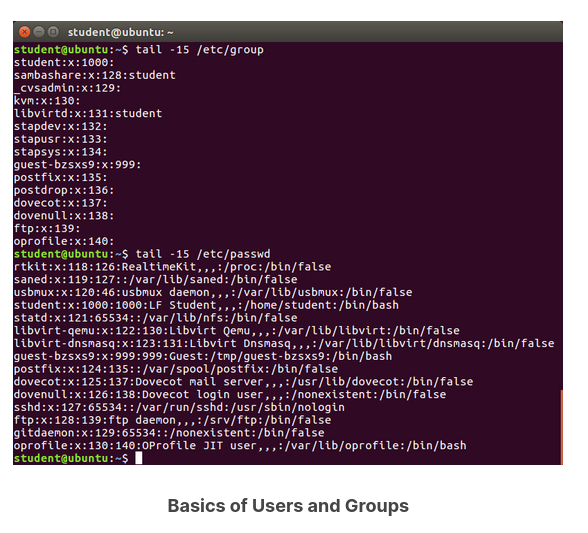 student@ubuntu: ~
student@ubuntu:~$ tail -15 /etc/group
student:x:1000:
sambashare:x:128:student
_cvsadmin:x:129:
kvm:x:130:
libvirtd:x:131:student
stapdev:x:132:
stapusr:x:133:
stapsys:x:134:
guest-bzsxs9:x:999:
postfix:x:135:
postdrop:x:136:
dovecot:x:137:
dovenull:x:138:
ftp:x:139:
oprofile:x:140:
student@ubuntu:~$ tail -15 /etc/passwd
rtkit:x:118:126:RealtimeKit,,,:/proc:/bin/false
saned:x:119:127::/var/lib/saned:/bin/false
usbmux:x:120:46:usbmux daemon,,,:/var/lib/usbmux:/bin/false
student:x:1000:1000:LF Student,,,:/home/student:/bin/bash
statd:x:121:65534::/var/lib/nfs:/bin/false
libvirt-qemu:x:122:130:Libvirt Qemu,,,:/var/lib/libvirt:/bin/false
libvirt-dnsmasq:x:123:131:Libvirt Dnsmasq,,,:/var/lib/libvirt/dnsmasq:/bin/false
guest-bzsxs9:x:999:999:Guest:/tmp/guest-bzsxs9:/bin/bash
postfix:x:124:135::/var/spool/postfix:/bin/false
dovecot:x:125:137:Dovecot mail server,,,:/usr/lib/dovecot:/bin/false
dovenull:x:126:138:Dovecot login user,,,:/nonexistent:/bin/false
sshd:x:127:65534::/var/run/sshd:/usr/sbin/nologin
ftp:x:128:139:ftp daemon,,,:/srv/ftp:/bin/false
gitdaemon:x:129:65534::/nonexistent:/bin/false
oprofile:x:130:140:OProfile JIT user,,,:/var/lib/oprofile:/bin/bash
student@ubuntu:~$
Basics of Users and Groups